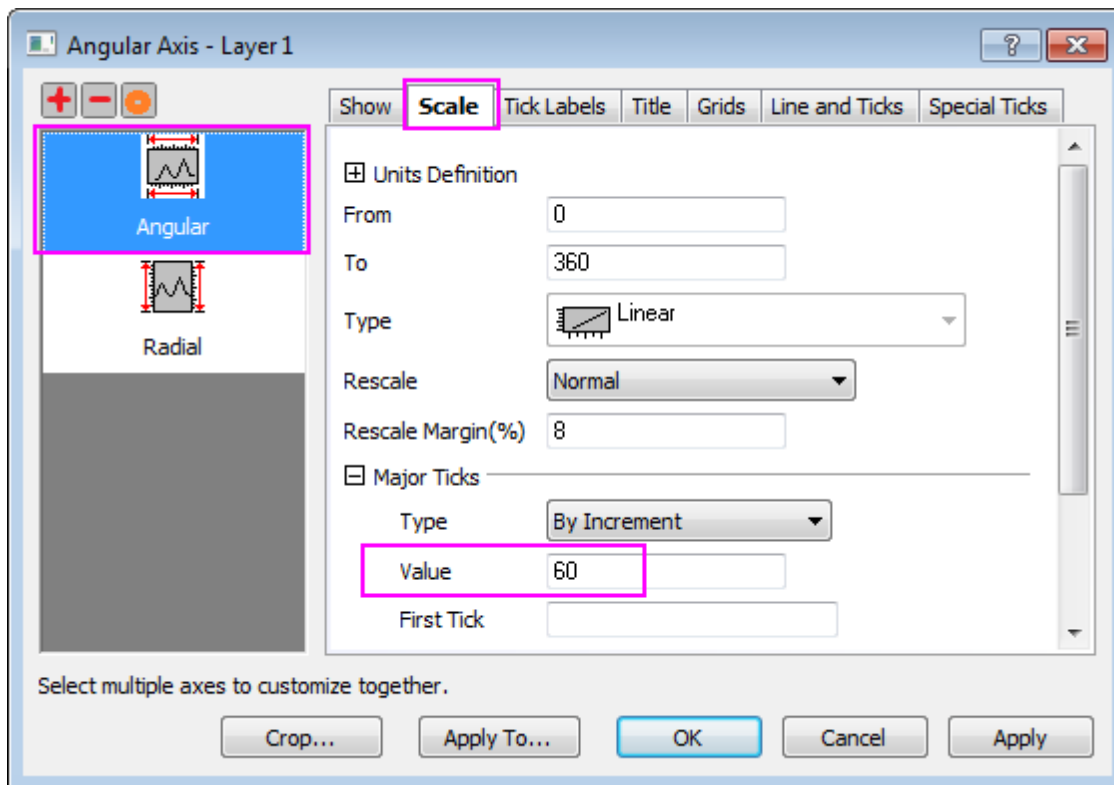 Angular Axis - Layer 1
Show Scale Tick Labels Title Grids Line and Ticks Special Ticks
Angular
Radial
Units Definition
From 0
To 360
Type Linear
Rescale Normal
Rescale Margin(%) 8
Major Ticks
Type By Increment
Value 60
First Tick
Select multiple axes to customize together.
Crop... Apply To... OK Cancel Apply